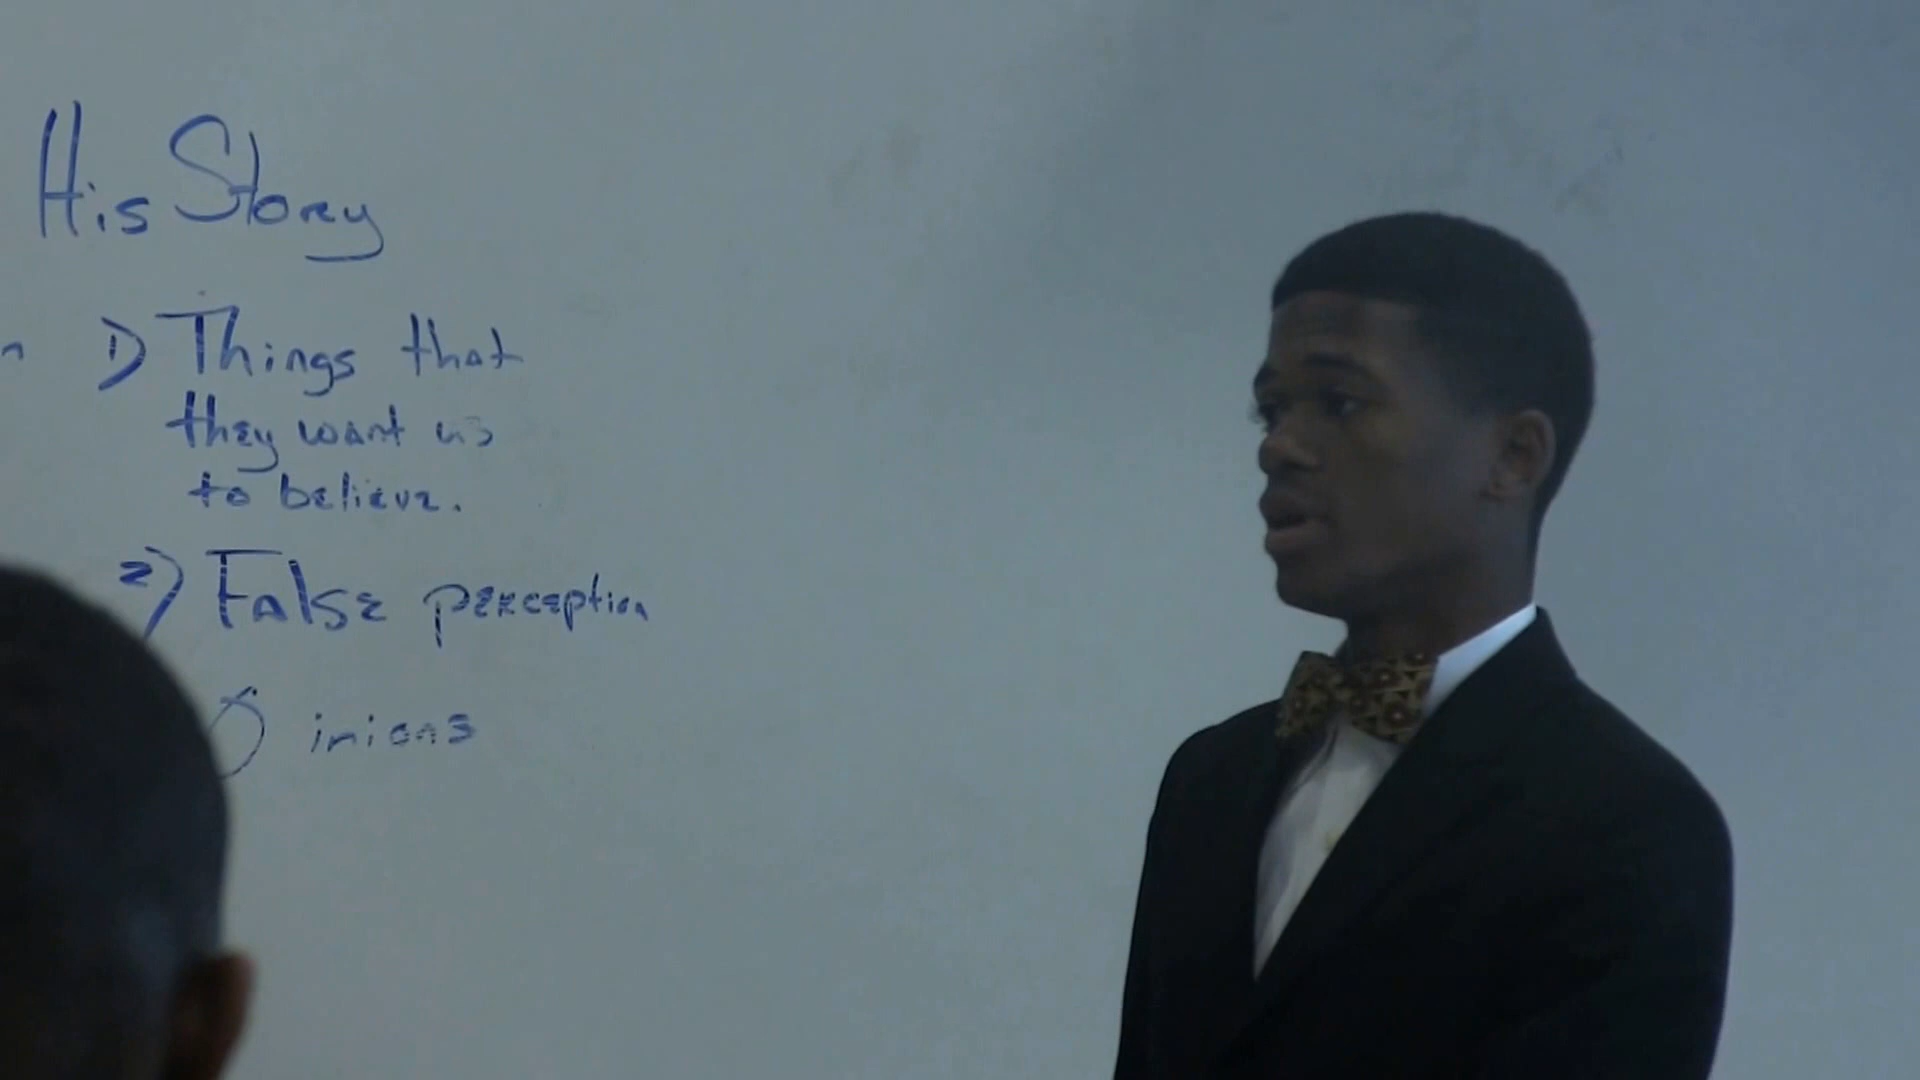 His Story
1) Things that
they want us
to believe.
2) False perception
inions